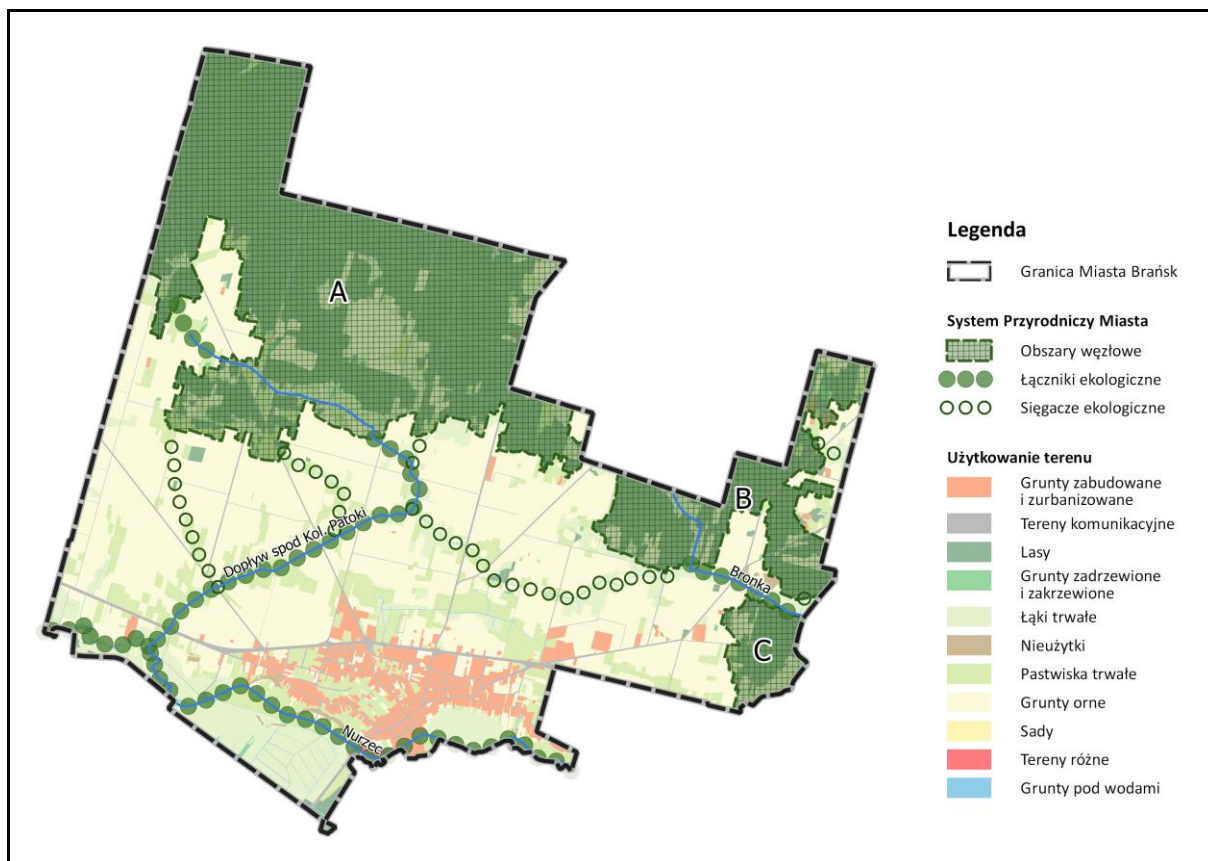 A
B
C
Dopływ spod Kol. Patoki
Bronka
Nurzec
Legenda
Granica Miasta Brańsk
System Przyrodniczy Miasta
Obszary węzłowe
Łączniki ekologiczne
Sięgacze ekologiczne
Użytkowanie terenu
Grunty zabudowane
i zurbanizowane
Tereny komunikacyjne
Lasy
Grunty zadrzewione
i zakrzewione
Łąki trwałe
Nieużytki
Pastwiska trwałe
Grunty orne
Sady
Tereny różne
Grunty pod wodami